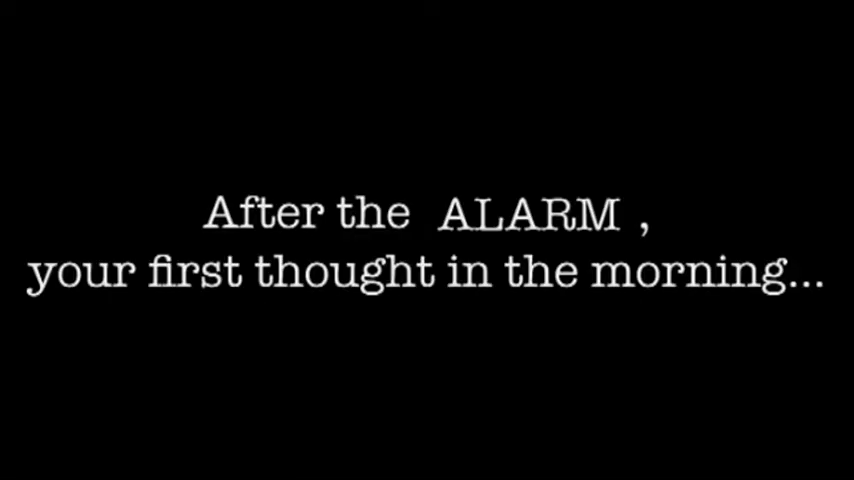 After the ALARM ,
your first thought in the morning...